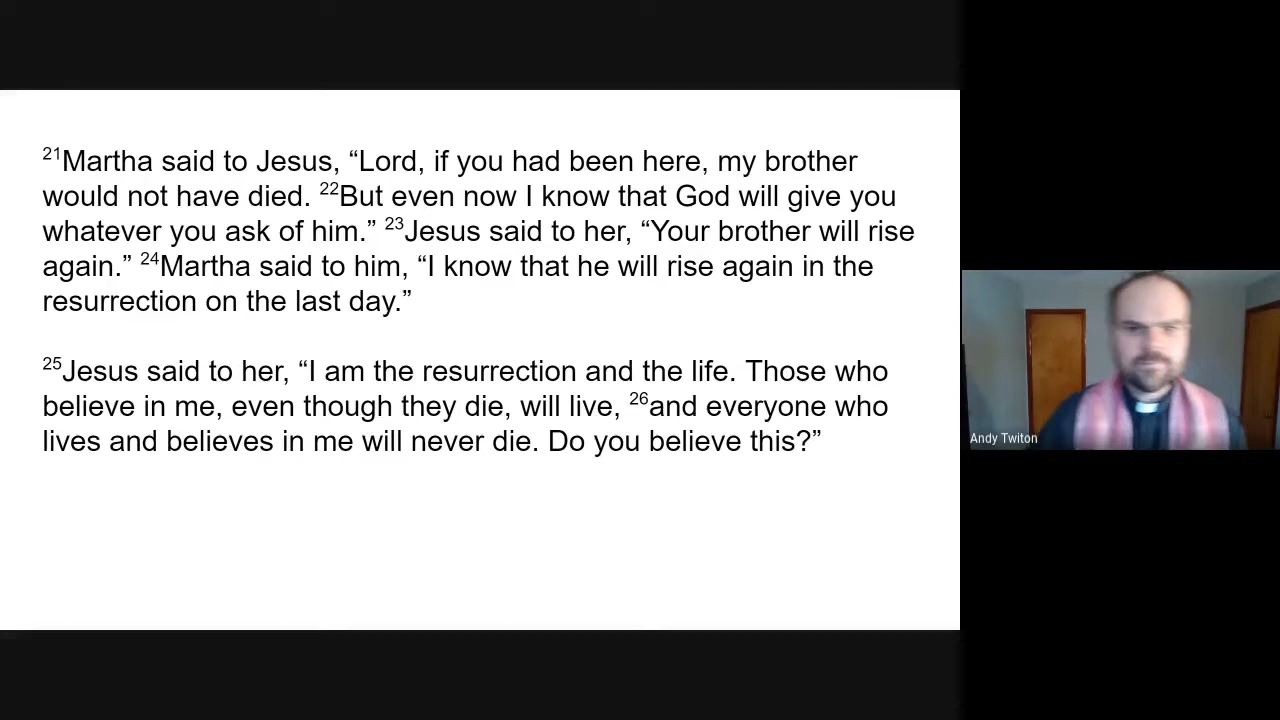 ²¹Martha said to Jesus, “Lord, if you had been here, my brother
would not have died. ²²But even now I know that God will give you
whatever you ask of him.” ²³Jesus said to her, “Your brother will rise
again.” ²⁴Martha said to him, “I know that he will rise again in the
resurrection on the last day.”
²⁵Jesus said to her, “I am the resurrection and the life. Those who
believe in me, even though they die, will live, ²⁶and everyone who
lives and believes in me will never die. Do you believe this?”
Andy Twiton